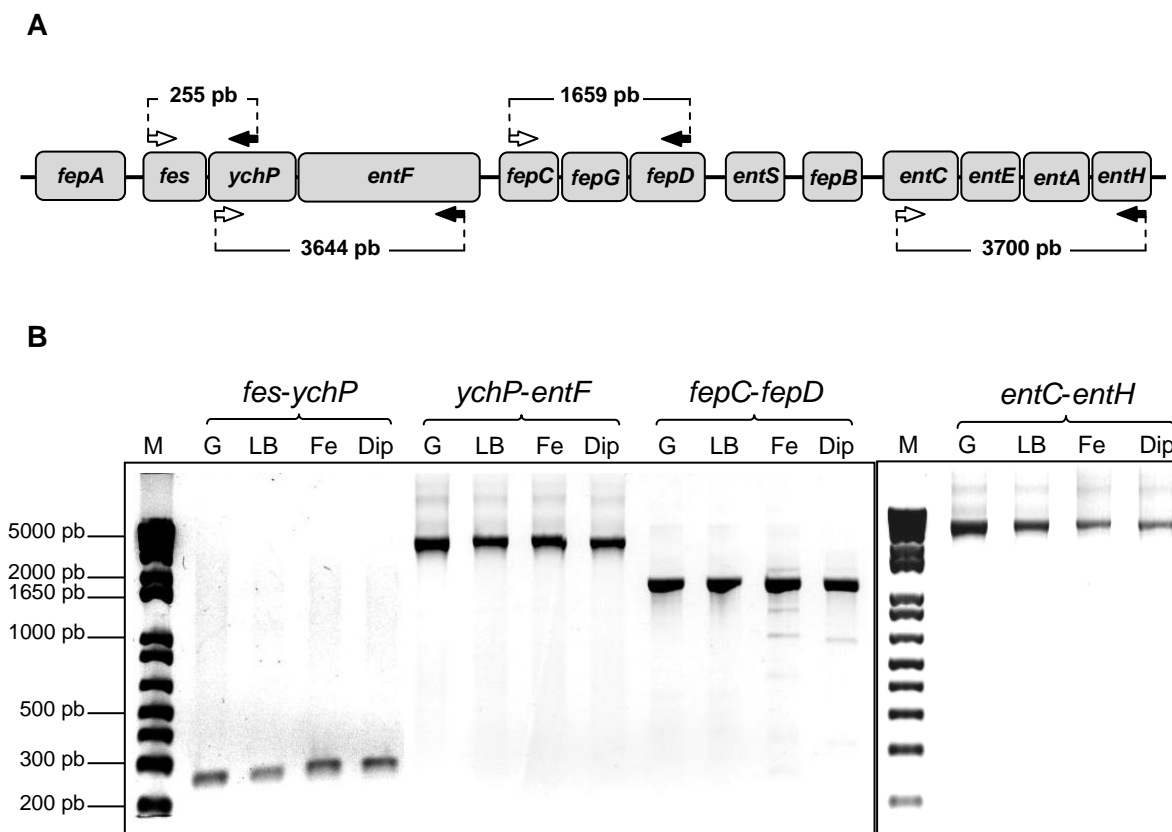 A
255 pb
1659 pb
fepA fes ychP entF fepC fepG fepD entS fepB entC entE entA entH
3644 pb
3700 pb
B
fes-ychP ychP-entF fepC-fepD entC-entH
M G LB Fe Dip G LB Fe Dip G LB Fe Dip M G LB Fe Dip
5000 pb
2000 pb
1650 pb
1000 pb
500 pb
300 pb
200 pb